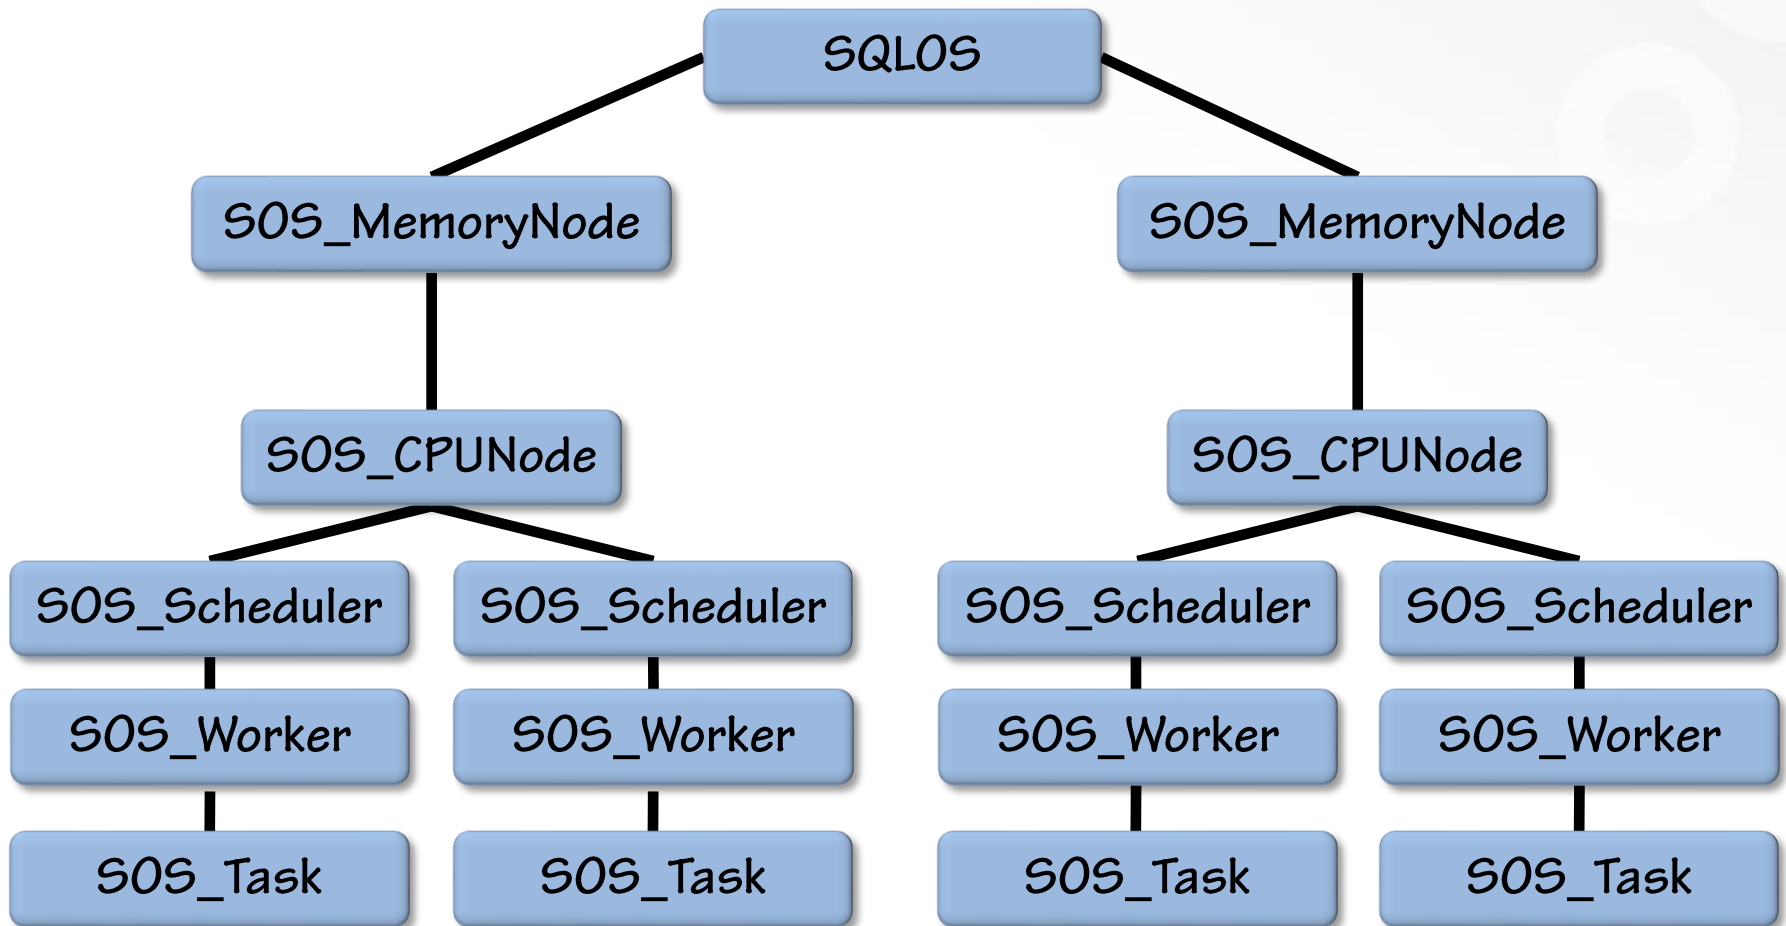 SQLOS
SOS_MemoryNode
SOS_MemoryNode
SOS_CPUNode
SOS_CPUNode
SOS_Scheduler
SOS_Scheduler
SOS_Scheduler
SOS_Scheduler
SOS_Worker
SOS_Worker
SOS_Worker
SOS_Worker
SOS_Task
SOS_Task
SOS_Task
SOS_Task